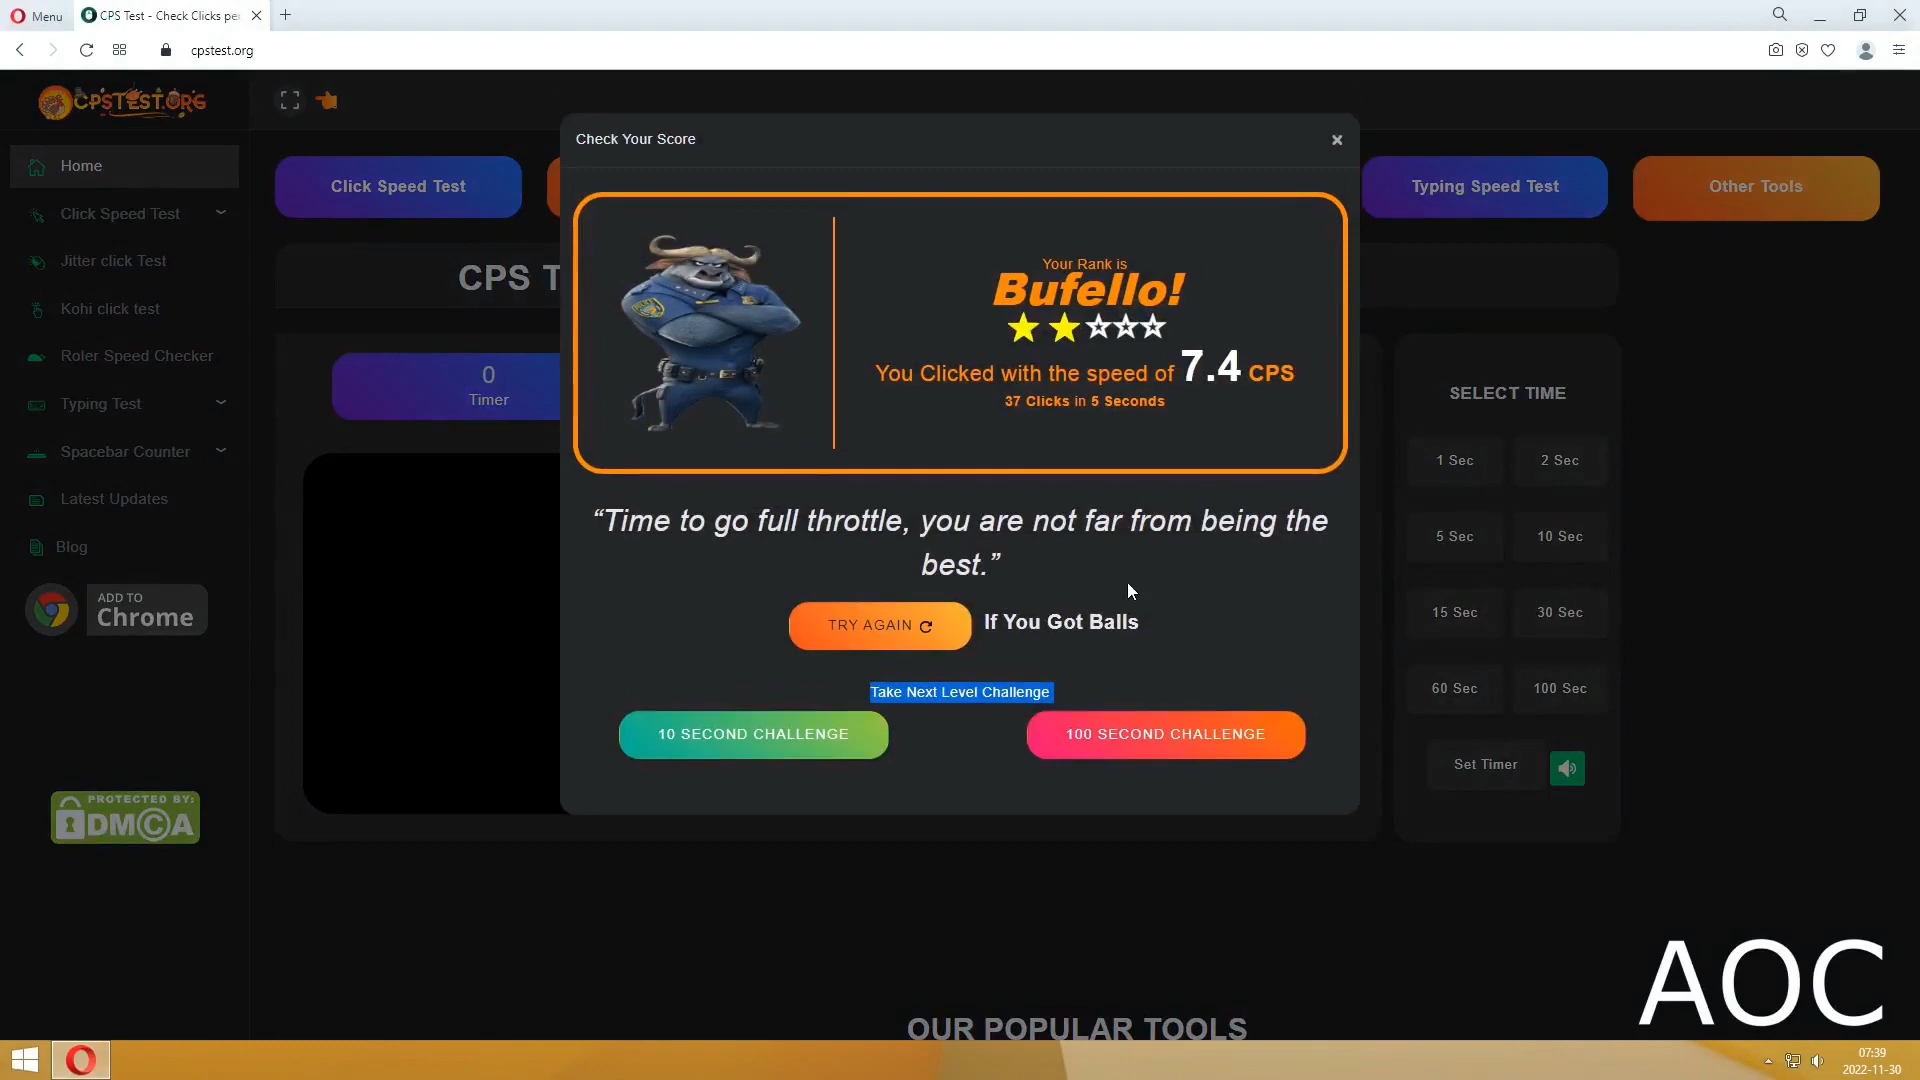 Menu
CPS Test - Check Clicks per
cpstest.org
CPSTEST.ORG
Check Your Score
Home
Click Speed Test
Typing Speed Test
Other Tools
Click Speed Test
Jitter click Test
Kohi click test
Roler Speed Checker
Typing Test
Spacebar Counter
Latest Updates
Blog
ADD TO
Chrome
PROTECTED BY:
DMCA
CPS T
0
Timer
Your Rank is
Bufello!
You Clicked with the speed of 7.4 CPS
37 Clicks in 5 Seconds
“Time to go full throttle, you are not far from being the
best.”
TRY AGAIN
If You Got Balls
Take Next Level Challenge
10 SECOND CHALLENGE
100 SECOND CHALLENGE
SELECT TIME
1 Sec
2 Sec
5 Sec
10 Sec
15 Sec
30 Sec
60 Sec
100 Sec
Set Timer
OUR POPULAR TOOLS
AOC
07:39
2022-11-30